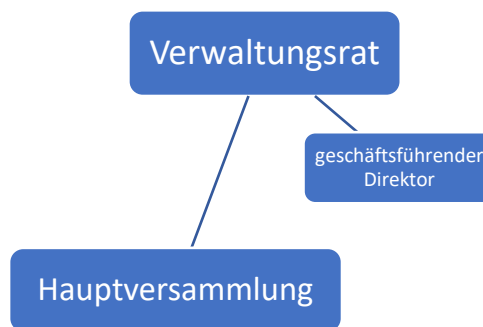 Verwaltungsrat
geschäftsführender
Direktor
Hauptversammlung